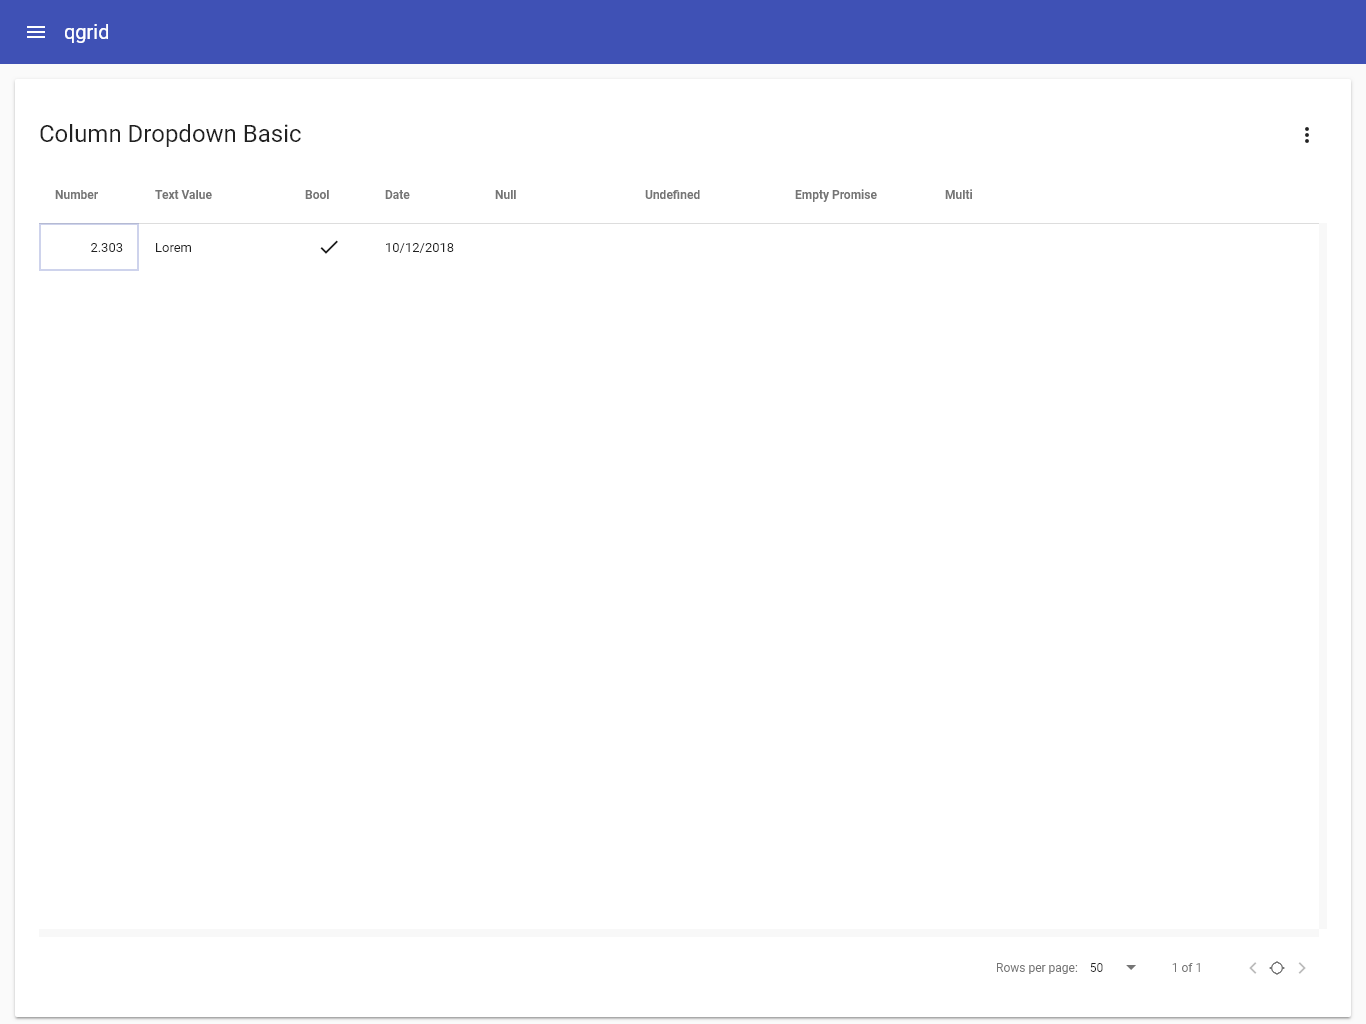 qgrid
Column Dropdown Basic
Number Text Value Bool Date Null Undefined Empty Promise Multi
2.303 Lorem 10/12/2018
Rows per page: 50 1 of 1